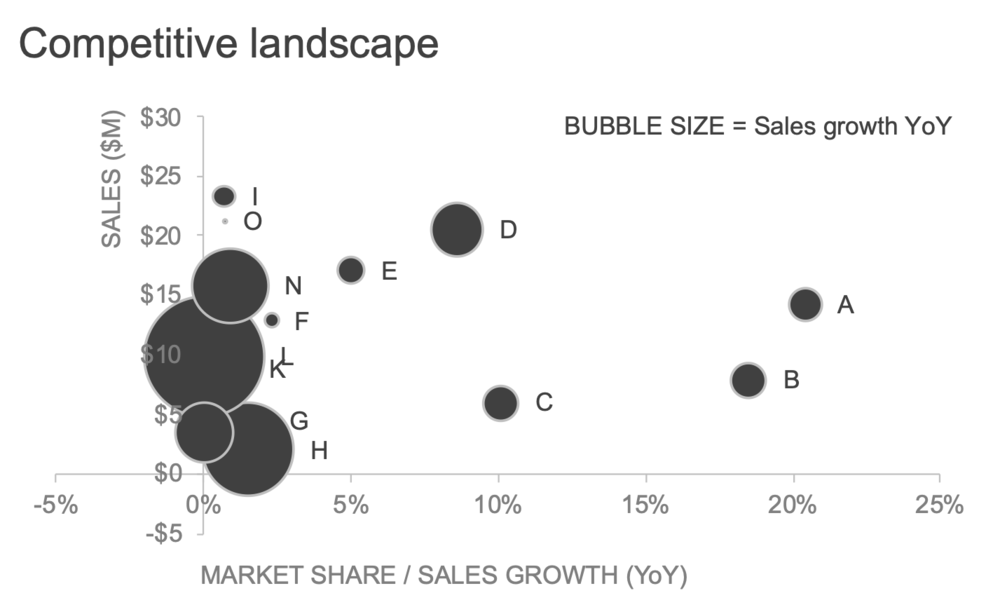 Competitive landscape
SALES ($M)
BUBBLE SIZE = Sales growth YoY
$30
$25
$20
$15
$10
$5
$0
-$5
I
O
D
E
N
A
F
L
K
B
C
G
H
-5%
0%
5%
10%
15%
20%
25%
MARKET SHARE / SALES GROWTH (YoY)